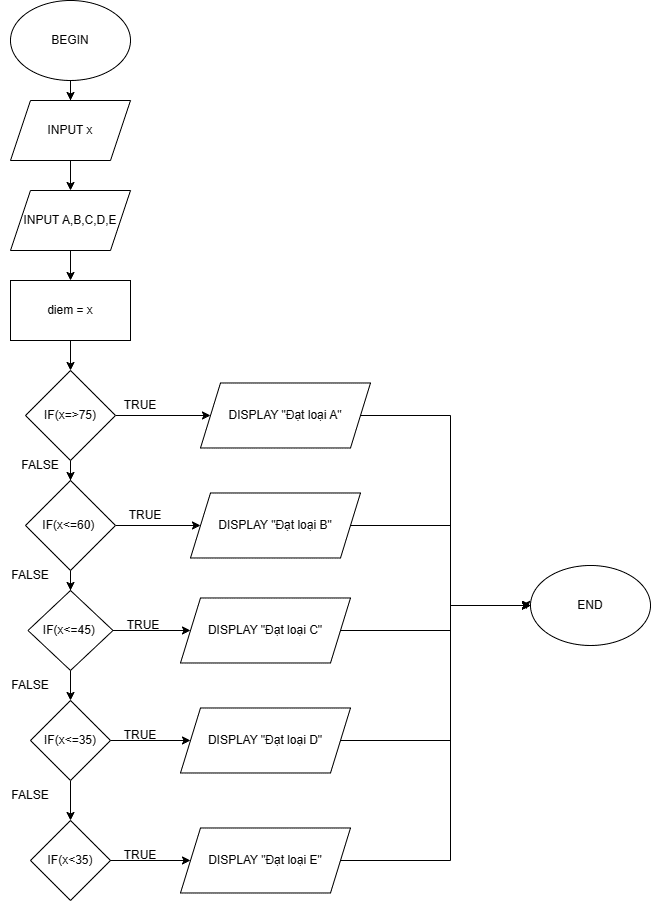 BEGIN
INPUT x
INPUT A,B,C,D,E
diem = x
IF(x=>75)
TRUE
DISPLAY "Đạt loại A"
FALSE
IF(x<=60)
TRUE
DISPLAY "Đạt loại B"
FALSE
IF(x<=45)
TRUE
DISPLAY "Đạt loại C"
END
FALSE
IF(x<=35)
TRUE
DISPLAY "Đạt loại D"
FALSE
IF(x<35)
TRUE
DISPLAY "Đạt loại E"